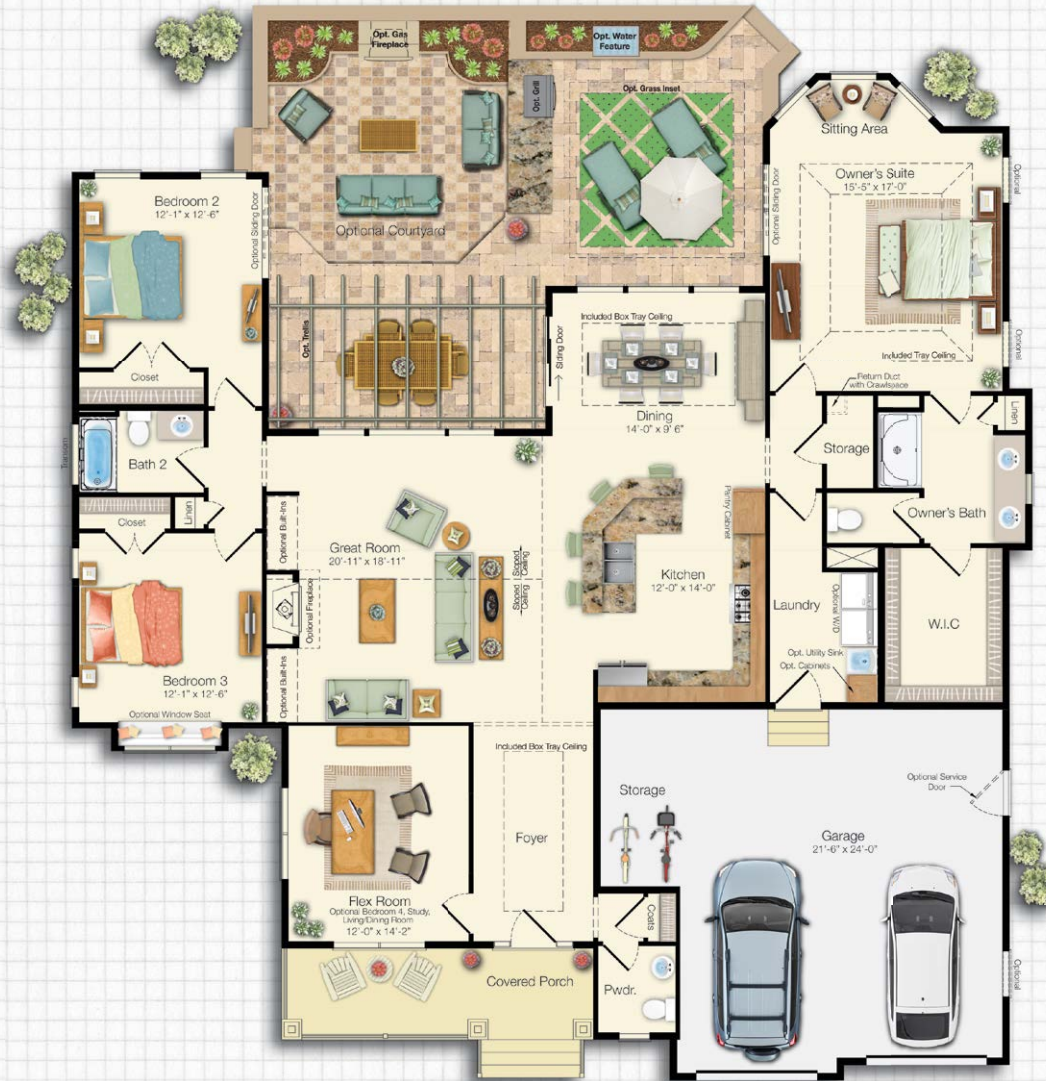 Opt. Gas
Fireplace
Opt. Water
Feature
Opt. Grill
Opt. Grass Inset
Optional Courtyard
Sitting Area
Owner's Suite
15'-5" x 17'-0"
Optional
Optional
Optional Sliding Door
Included Tray Ceiling
Bedroom 2
12'-1" x 12'-6"
Optional Sliding Door
Closet
Opt. Trellis
Sliding Door
Included Box Tray Ceiling
Dining
14'-0" x 9' 6"
Return Duct
with Crawlspace
Storage
Linen
Owner's Bath
Transom
Bath 2
Linen
Closet
Optional Built-Ins
Great Room
20'-11" x 18'-11"
Sloped
Ceiling
Sloped
Ceiling
Optional Fireplace
Optional Built-Ins
Pantry Cabinet
Kitchen
12'-0" x 14'-0"
Laundry
Optional W/D
Opt. Utility Sink
Opt. Cabinets
W.I.C
Bedroom 3
12'-1" x 12'-6"
Optional Window Seat
Included Box Tray Ceiling
Foyer
Flex Room
Optional Bedroom 4, Study,
Living/Dining Room
12'-0" x 14'-2"
Storage
Optional Service
Door
Garage
21'-6" x 24'-0"
Optional
Coats
Pwdr.
Covered Porch